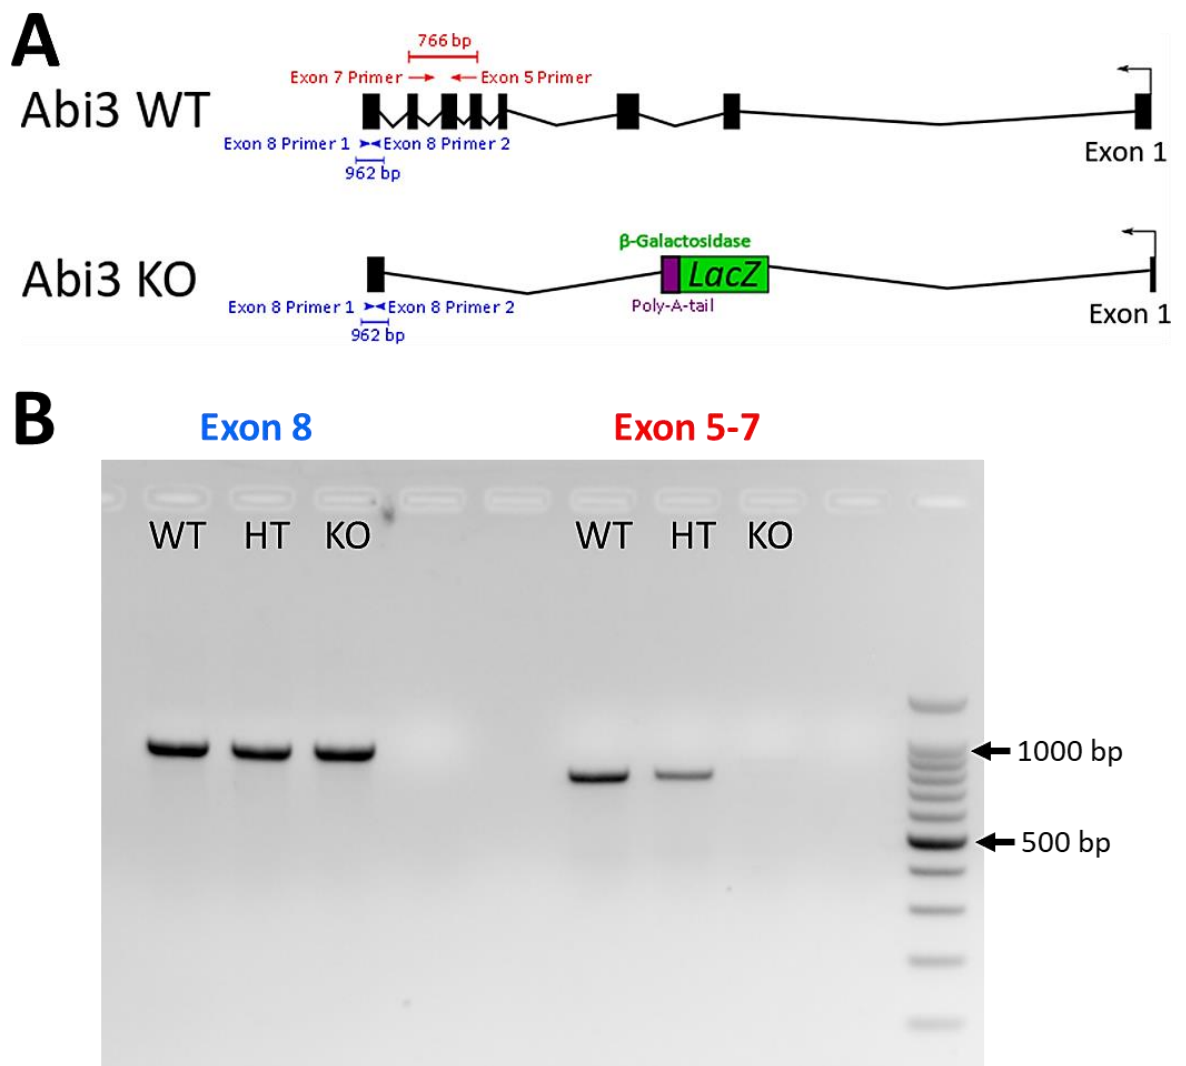 A
766 bp
Exon 7 Primer Exon 5 Primer
Abi3 WT
Exon 8 Primer 1 Exon 8 Primer 2
962 bp
Exon 1
β-Galactosidase
LacZ
Abi3 KO
Poly-A-tail
Exon 8 Primer 1 Exon 8 Primer 2
962 bp
Exon 1
B
Exon 8 Exon 5-7
WT HT KO WT HT KO
1000 bp
500 bp